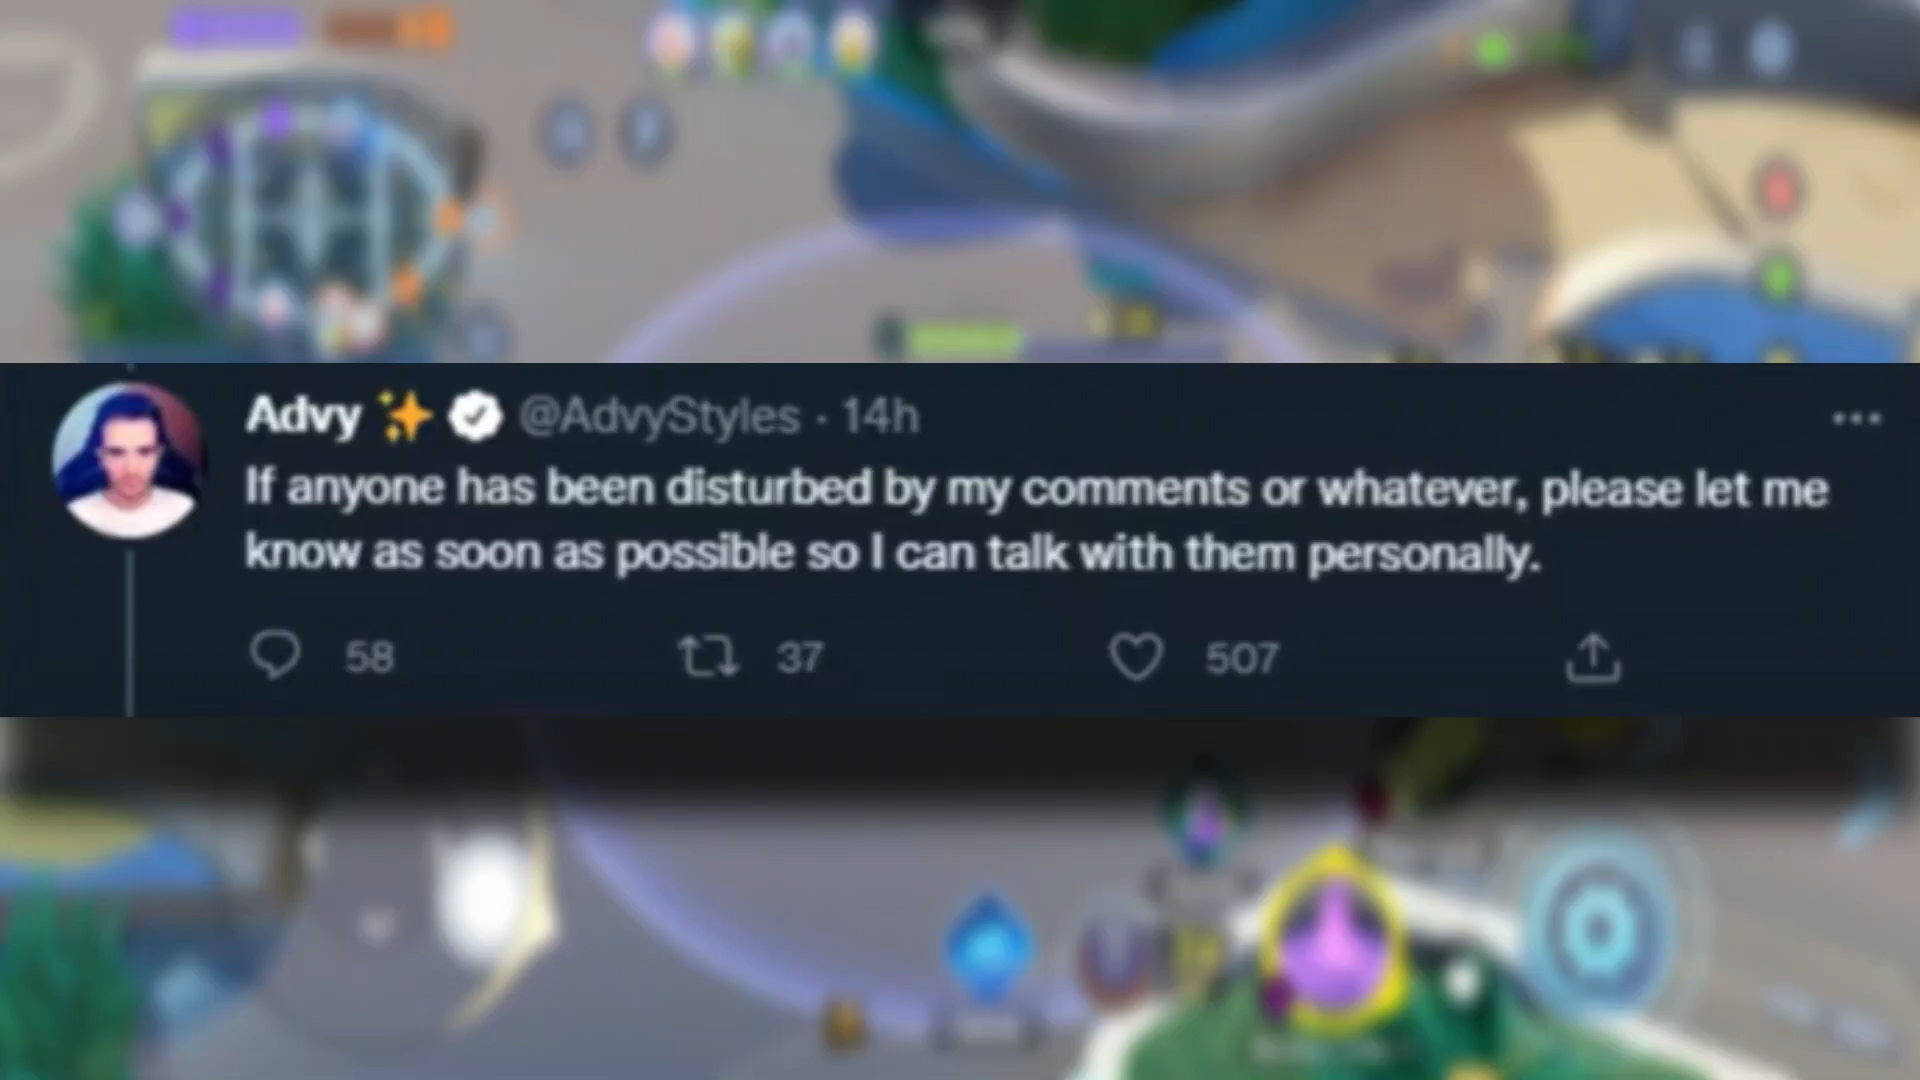 Advy ✨ @AdvyStyles · 14h
If anyone has been disturbed by my comments or whatever, please let me
know as soon as possible so I can talk with them personally.
58 37 507